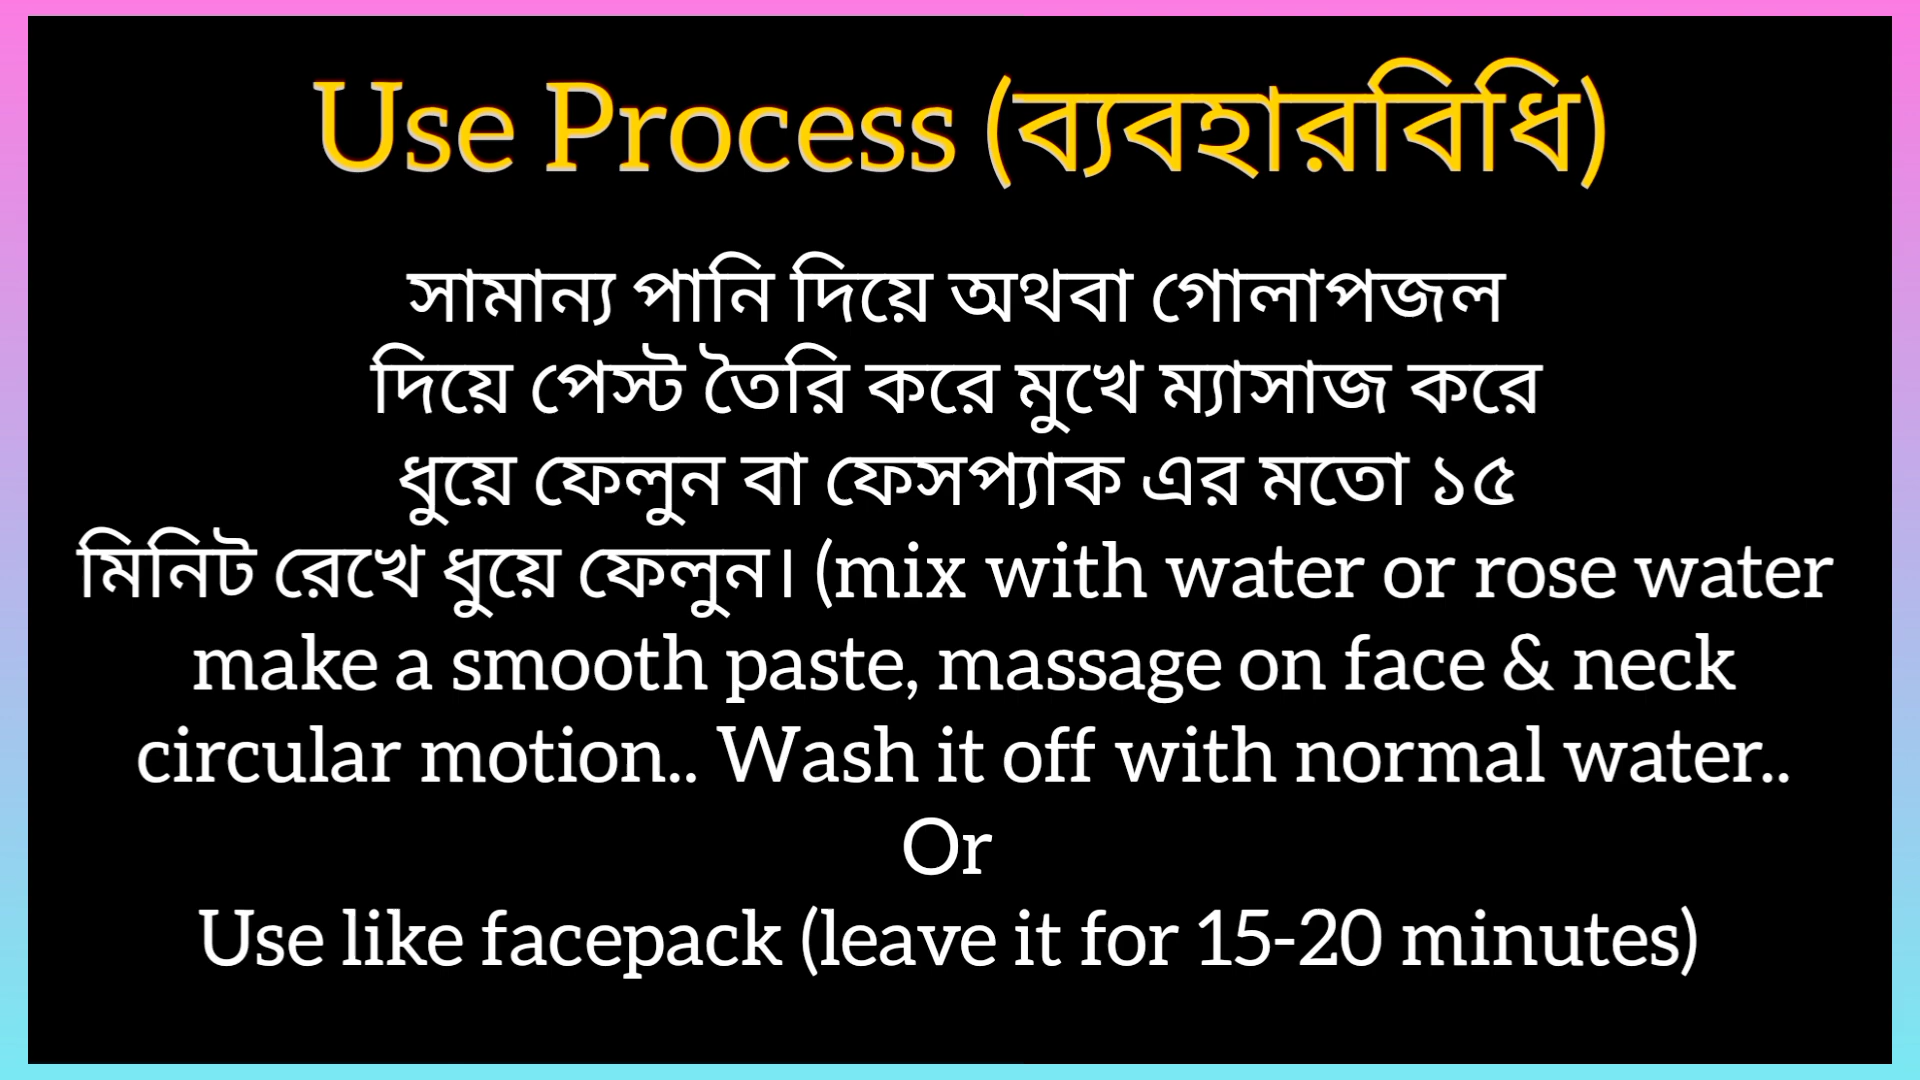 Use Process (ব্যবহারবিধি)
সামান্য পানি দিয়ে অথবা গোলাপজল
দিয়ে পেস্ট তৈরি করে মুখে ম্যাসাজ করে
ধুয়ে ফেলুন বা ফেসপ্যাক এর মতো ১৫
মিনিট রেখে ধুয়ে ফেলুন। (mix with water or rose water
make a smooth paste, massage on face & neck
circular motion.. Wash it off with normal water..
Or
Use like facepack (leave it for 15-20 minutes)